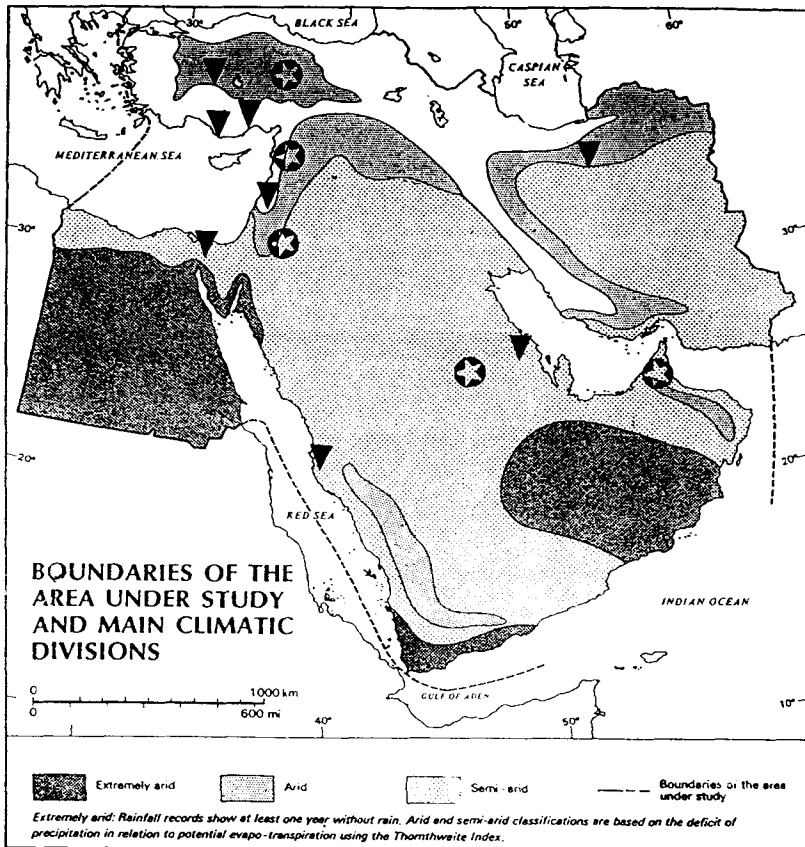 30°
BLACK SEA
50°
60°
CASPIAN
SEA
MEDITERRANEAN SEA
30°
30°
20°
20°
RED SEA
BOUNDARIES OF THE
AREA UNDER STUDY
AND MAIN CLIMATIC
DIVISIONS
INDIAN OCEAN
0 1000 km
0 600 mi
GULF OF ADEN
10°
40°
50°
Extremely arid
Arid
Semi-arid
Boundaries of the area
under study
Extremely arid: Rainfall records show at least one year without rain. Arid and semi-arid classifications are based on the deficit of
precipitation in relation to potential evapo-transpiration using the Thornthwaite Index.